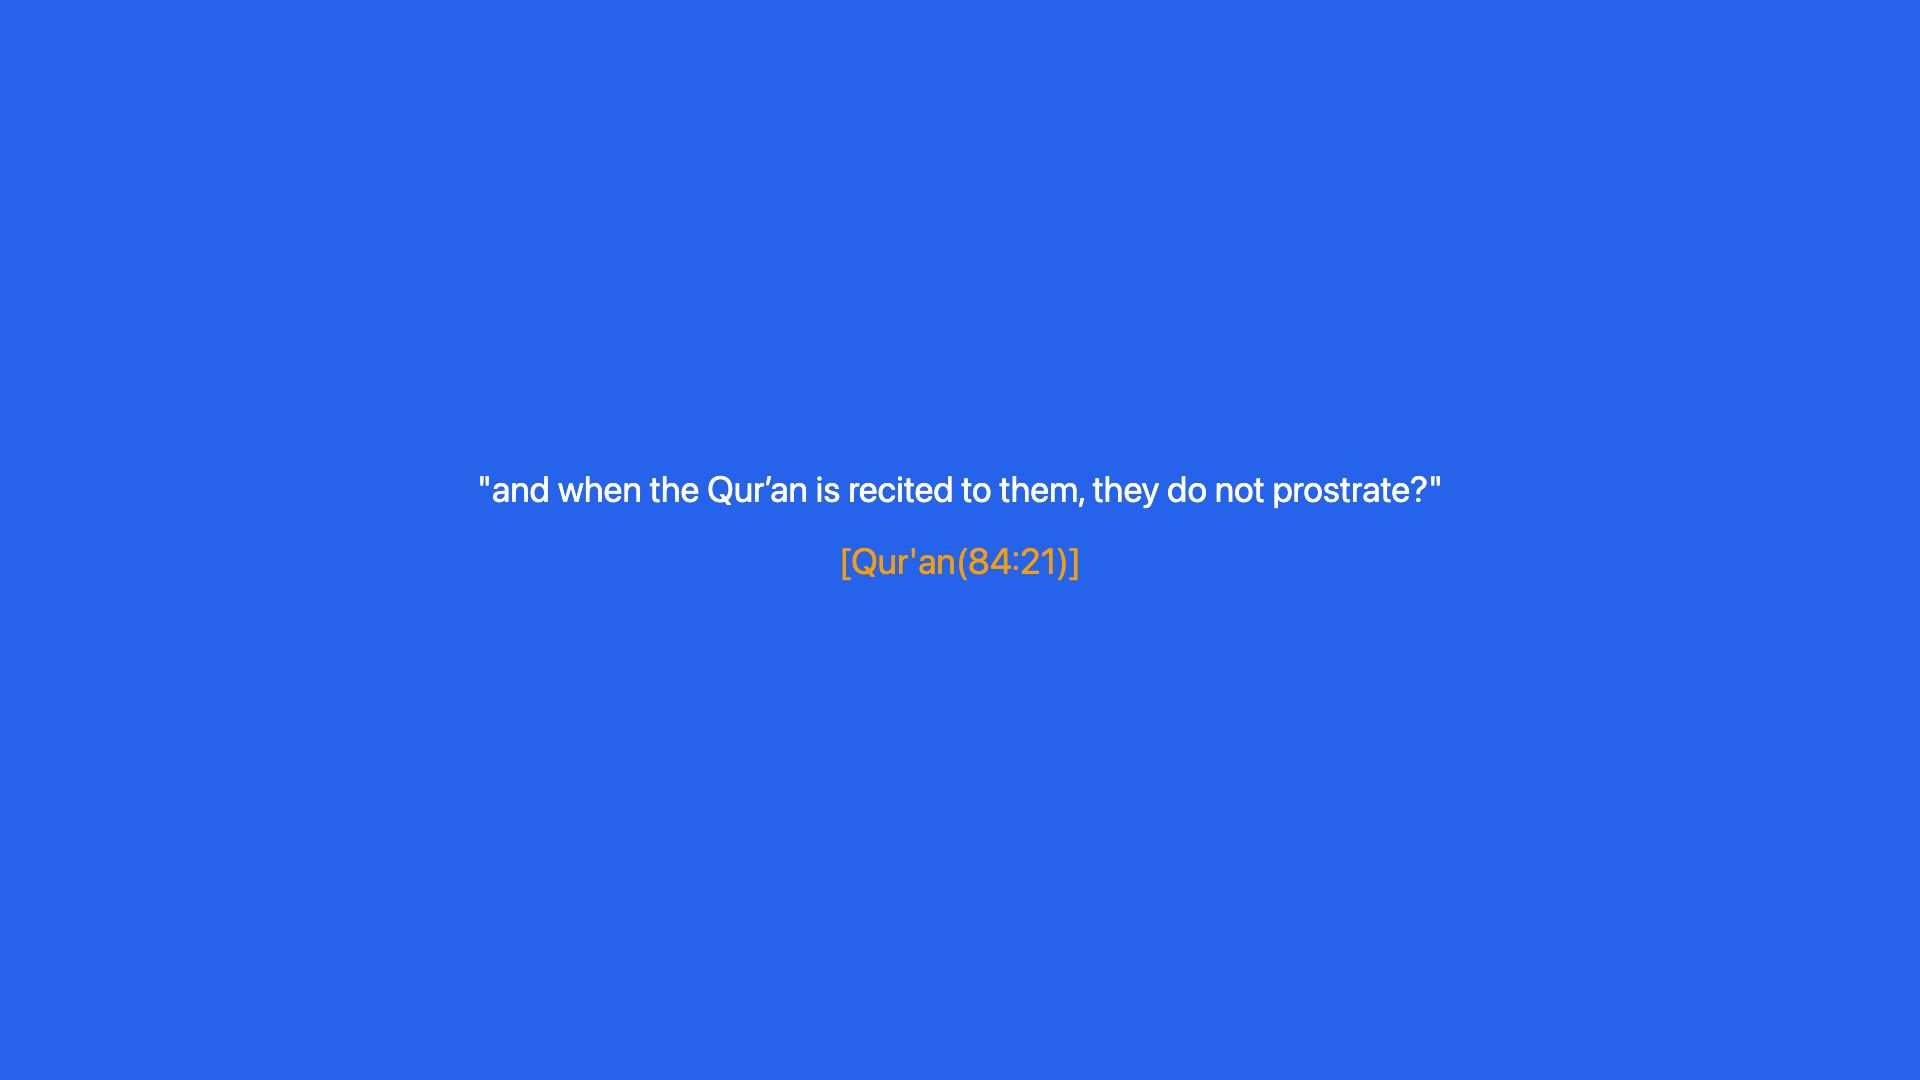 "and when the Qur’an is recited to them, they do not prostrate?"
[Qur'an(84:21)]